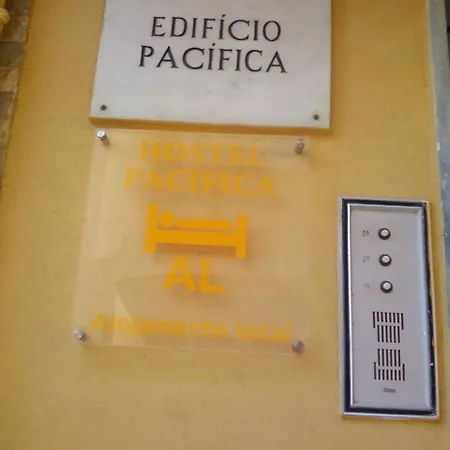 EDIFÍCIO
PACÍFICA
HOSTEL
PACÍFICA
AL
Alojamento local